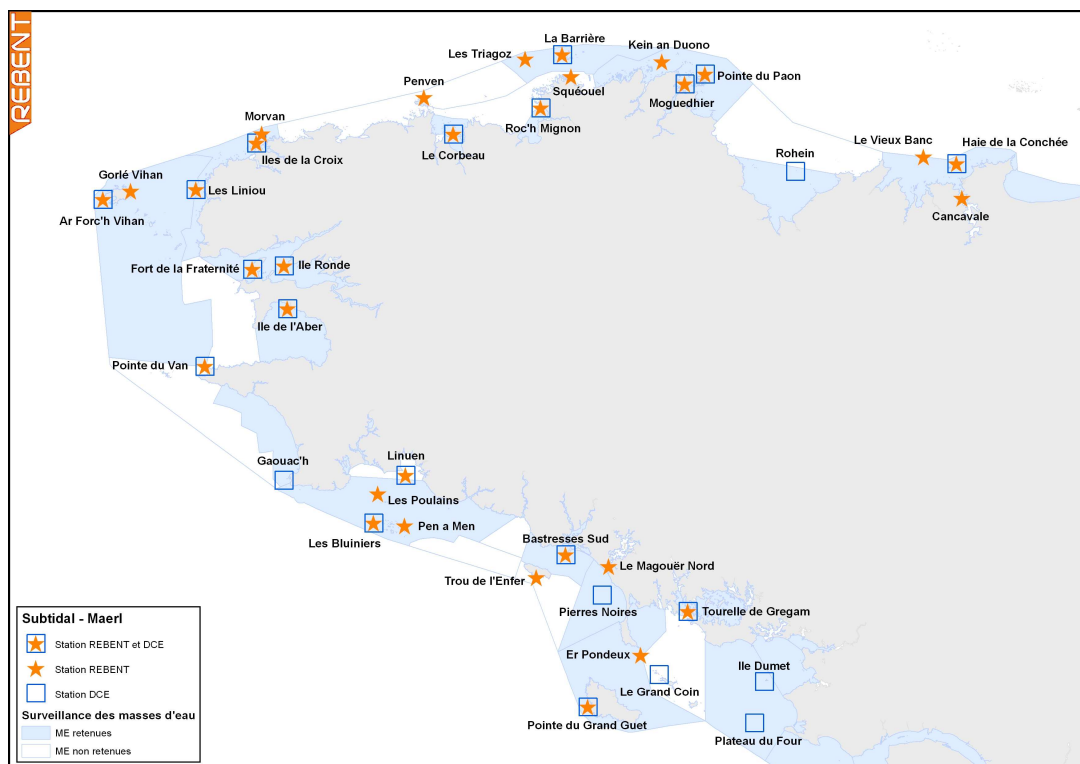 REBENT
La Barrière
Kein an Duono
Les Triagoz
Pointe du Paon
Penven
Squéouel
Moguedhier
Morvan
Roc'h Mignon
Le Vieux Banc
Haie de la Conchée
Iles de la Croix
Le Corbeau
Rohein
Gorlé Vihan
Les Liniou
Ar Forc'h Vihan
Cancavale
Fort de la Fraternité
Ile Ronde
Ile de l'Aber
Pointe du Van
Gaouac'h
Linuen
Les Poulains
Pen a Men
Les Bluiniers
Bastresses Sud
Le Magouër Nord
Trou de l'Enfer
Pierres Noires
Tourelle de Gregam
Er Pondeux
Ile Dumet
Le Grand Coin
Pointe du Grand Guet
Plateau du Four
Subtidal - Maerl
Station REBENT et DCE
Station REBENT
Station DCE
Surveillance des masses d'eau
ME retenues
ME non retenues